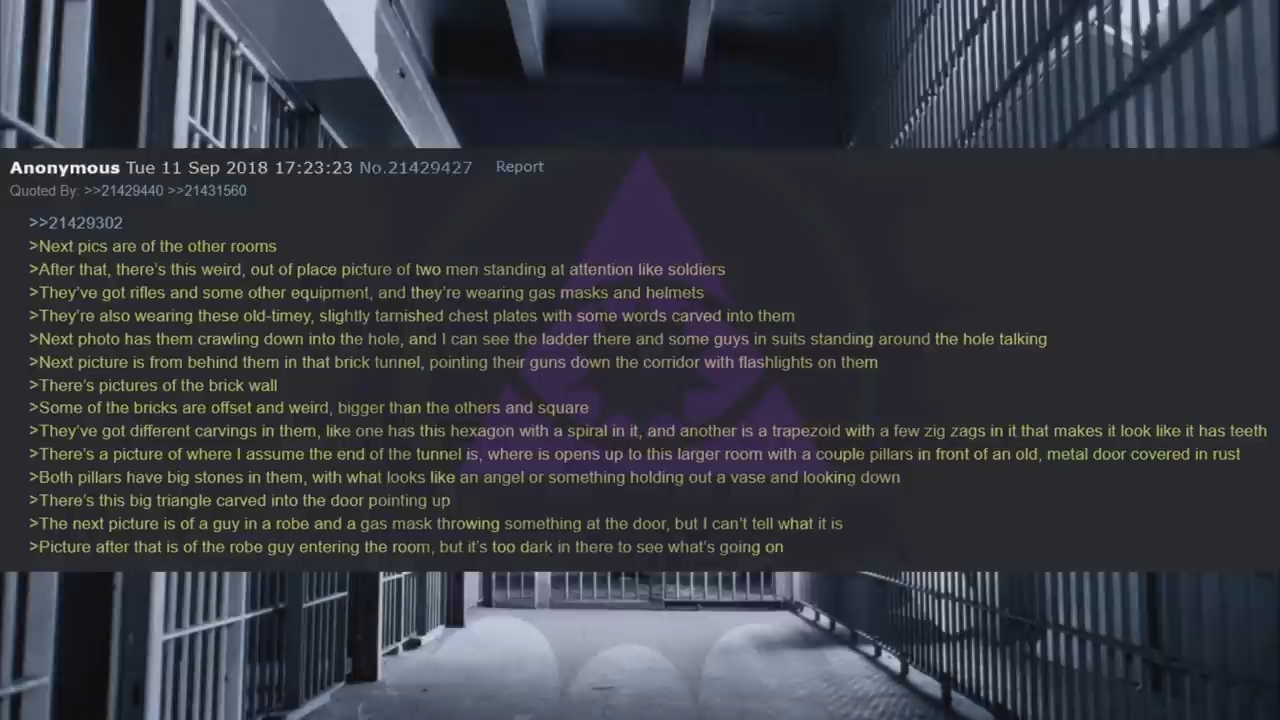 Anonymous Tue 11 Sep 2018 17:23:23 No.21429427 Report
Quoted By: >>21429440 >>21431560
>>21429302
>Next pics are of the other rooms
>After that, there's this weird, out of place picture of two men standing at attention like soldiers
>They've got rifles and some other equipment, and they're wearing gas masks and helmets
>They're also wearing these old-timey, slightly tarnished chest plates with some words carved into them
>Next photo has them crawling down into the hole, and I can see the ladder there and some guys in suits standing around the hole talking
>Next picture is from behind them in that brick tunnel, pointing their guns down the corridor with flashlights on them
>There's pictures of the brick wall
>Some of the bricks are offset and weird, bigger than the others and square
>They've got different carvings in them, like one has this hexagon with a spiral in it, and another is a trapezoid with a few zig zags in it that makes it look like it has teeth
>There's a picture of where I assume the end of the tunnel is, where is opens up to this larger room with a couple pillars in front of an old, metal door covered in rust
>Both pillars have big stones in them, with what looks like an angel or something holding out a vase and looking down
>There's this big triangle carved into the door pointing up
>The next picture is of a guy in a robe and a gas mask throwing something at the door, but I can't tell what it is
>Picture after that is of the robe guy entering the room, but it's too dark in there to see what's going on